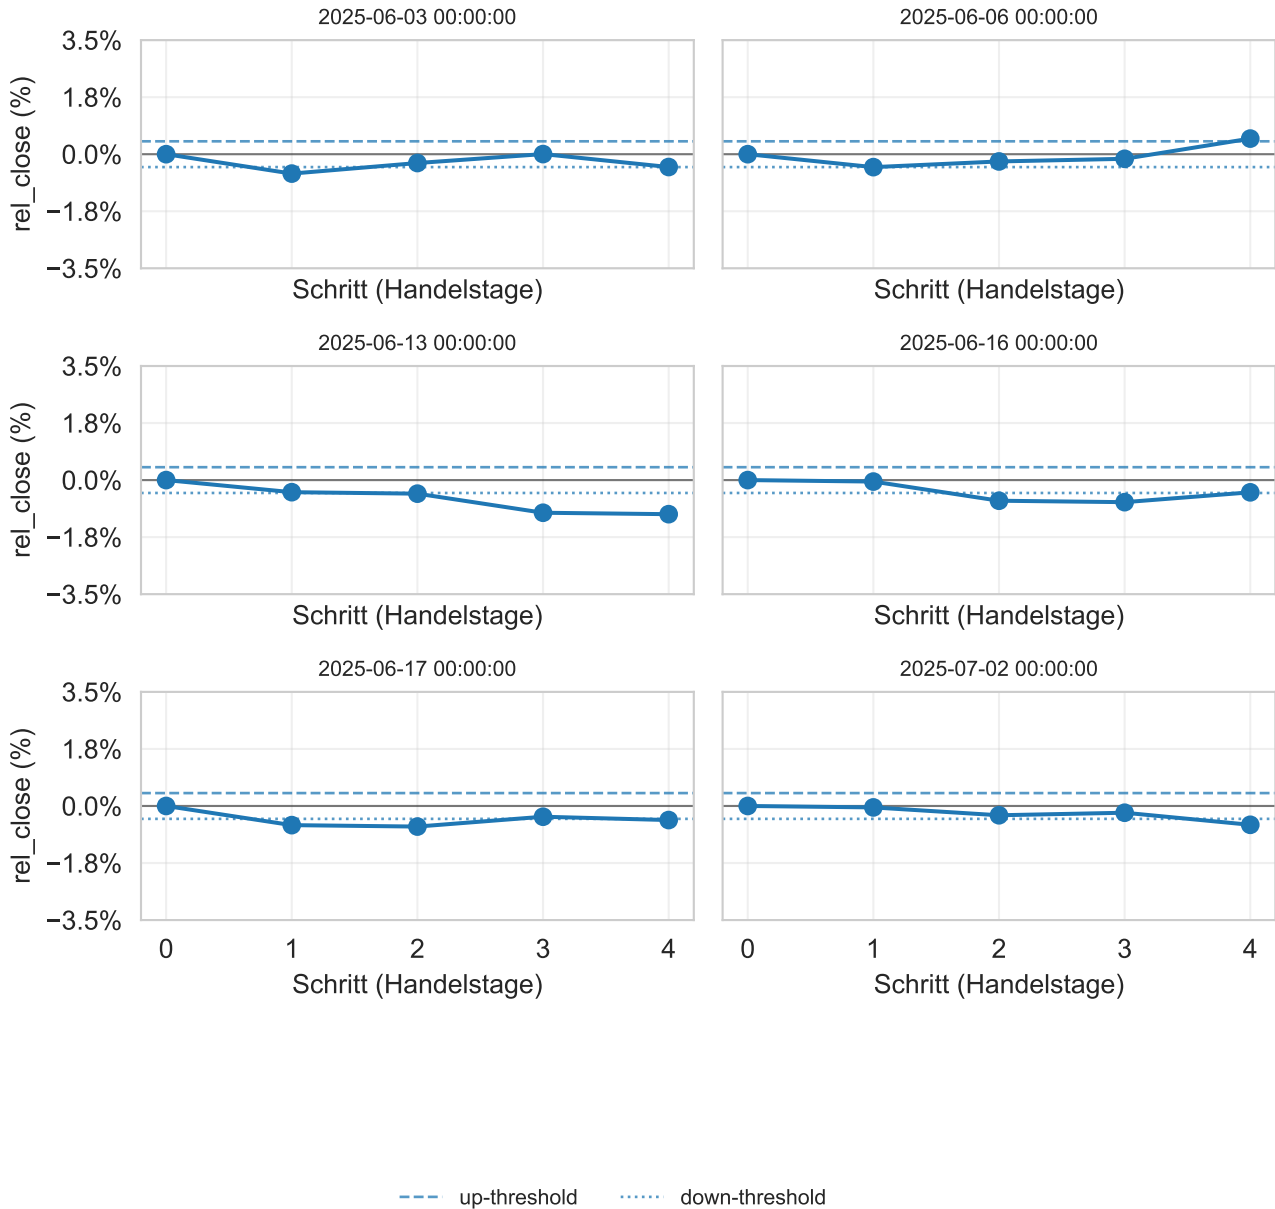 2025-06-03 00:00:00
2025-06-06 00:00:00
rel_close (%)
3.5%
1.8%
0.0%
−1.8%
−3.5%
Schritt (Handelstage)
Schritt (Handelstage)
2025-06-13 00:00:00
2025-06-16 00:00:00
rel_close (%)
3.5%
1.8%
0.0%
−1.8%
−3.5%
Schritt (Handelstage)
Schritt (Handelstage)
2025-06-17 00:00:00
2025-07-02 00:00:00
rel_close (%)
3.5%
1.8%
0.0%
−1.8%
−3.5%
0 1 2 3 4
0 1 2 3 4
Schritt (Handelstage)
Schritt (Handelstage)
up-threshold
down-threshold